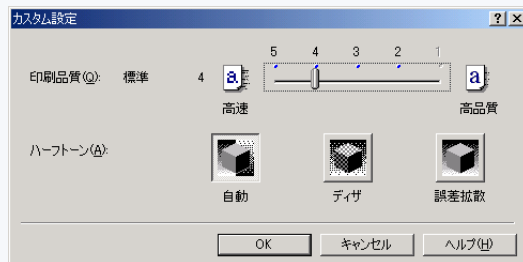 カスタム設定
5 4 3 2 1
印刷品質(Q): 標準 4 a a
高速 高品質
ハーフトーン(A):
自動 ディザ 誤差拡散
OK キャンセル ヘルプ(H)